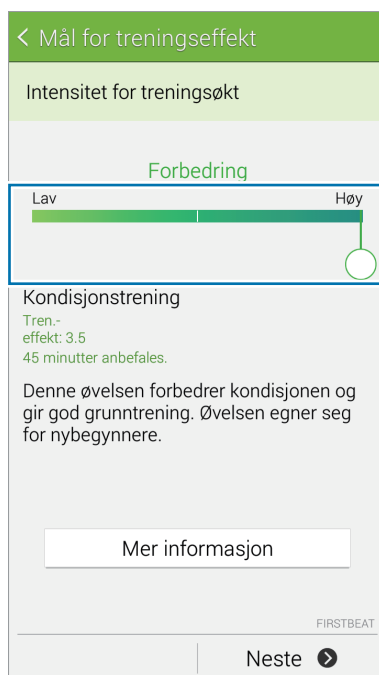 Mål for treningseffekt
Intensitet for treningsøkt
Forbedring
Lav Høy
Kondisjonstrening
Tren.-
effekt: 3.5
45 minutter anbefales.
Denne øvelsen forbedrer kondisjonen og
gir god grunntrening. Øvelsen egner seg
for nybegynnere.
Mer informasjon
FIRSTBEAT
Neste